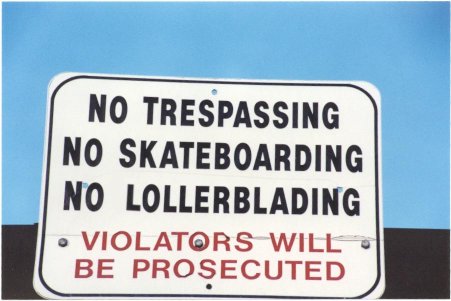 NO TRESPASSING
NO SKATEBOARDING
NO LOLLERBLADING
VIOLATORS WILL
BE PROSECUTED